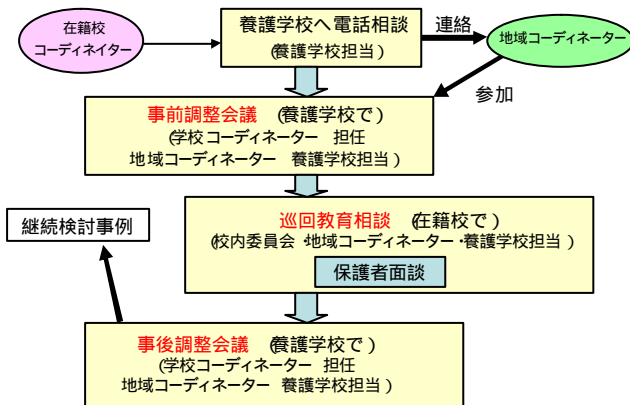 在籍校
コーディネイター
養護学校へ電話相談
(養護学校担当)
連絡
地域コーディネーター
参加
事前調整会議 (養護学校で)
(学校コーディネーター 担任
地域コーディネーター 養護学校担当)
巡回教育相談 (在籍校で)
(校内委員会・地域コーディネーター・養護学校担当)
保護者面談
継続検討事例
事後調整会議 (養護学校で)
(学校コーディネーター 担任
地域コーディネーター 養護学校担当)